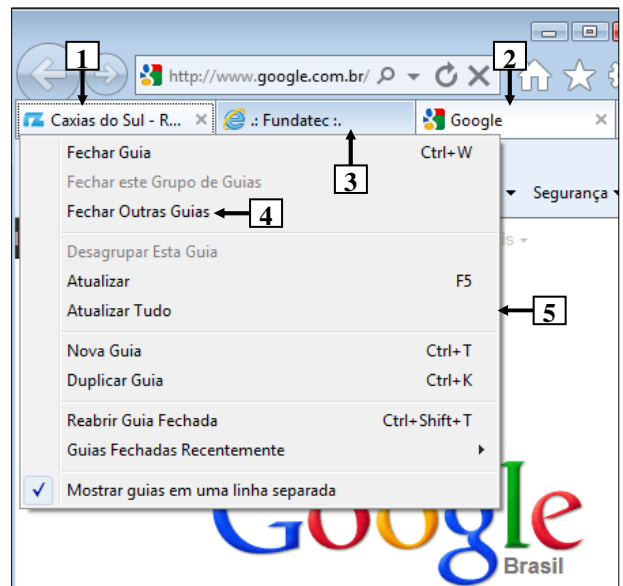 1
2
http://www.google.com.br/
Caxias do Sul - R...
.: Fundatec :.
Google
3
Fechar Guia Ctrl+W
Fechar este Grupo de Guias
Fechar Outras Guias
4
Segurança
is
Desagrupar Esta Guia
Atualizar F5
Atualizar Tudo
5
Nova Guia Ctrl+T
Duplicar Guia Ctrl+K
Reabrir Guia Fechada Ctrl+Shift+T
Guias Fechadas Recentemente
Mostrar guias em uma linha separada
Google
Brasil